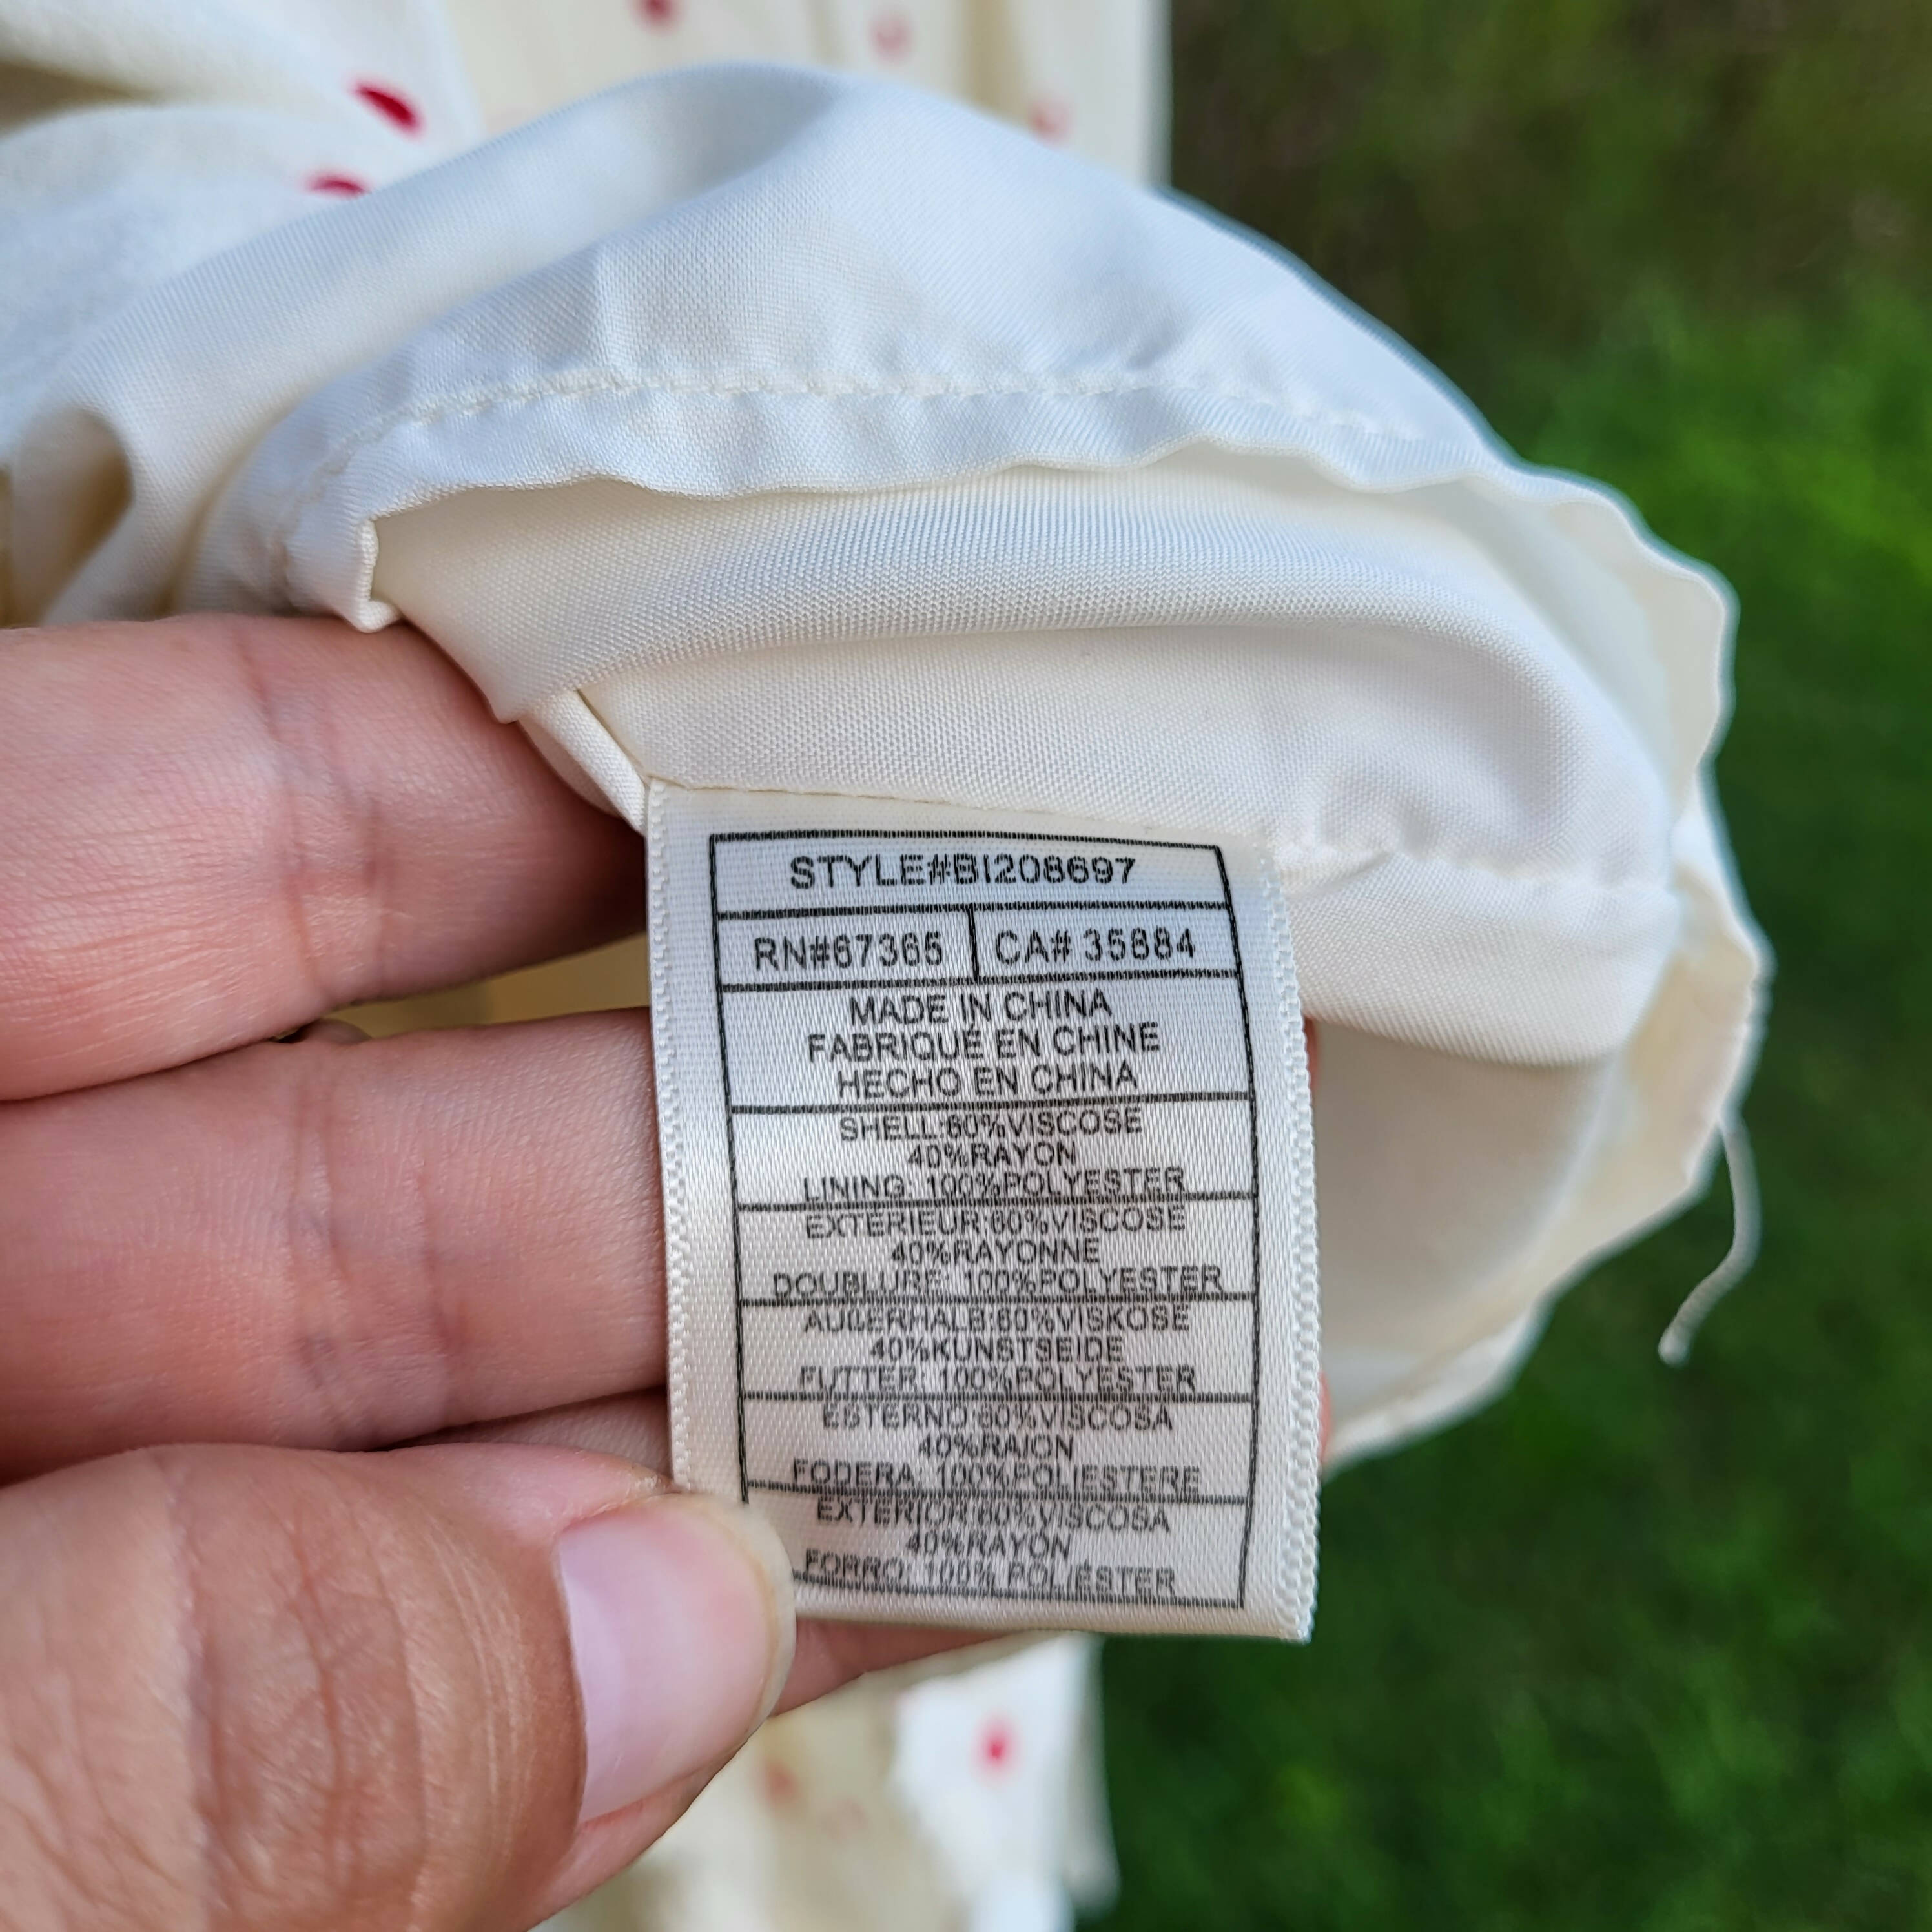 STYLE#BI208697
RN#67365 CA# 35884
MADE IN CHINA
FABRIQUÉ EN CHINE
HECHO EN CHINA
SHELL:60%VISCOSE
40%RAYON
LINING: 100%POLYESTER
EXTERIEUR:60%VISCOSE
40%RAYONNE
DOUBLURE: 100%POLYESTER
AUßERHALB:60%VISKOSE
40%KUNSTSEIDE
FUTTER: 100%POLYESTER
ESTERNO:60%VISCOSA
40%RAION
FODERA: 100%POLIESTERE
EXTERIOR:60%VISCOSA
40%RAYON
FORRO: 100% POLIÉSTER